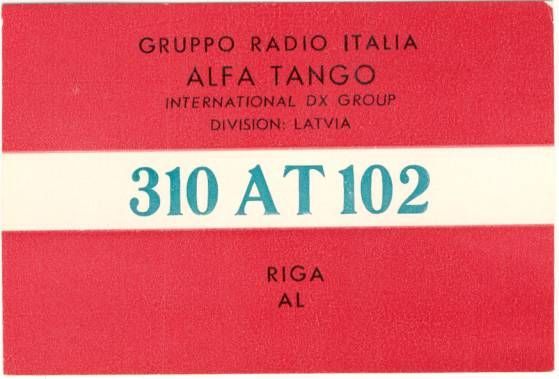 GRUPPO RADIO ITALIA
ALFA TANGO
INTERNATIONAL DX GROUP
DIVISION: LATVIA
310 AT 102
RIGA
AL